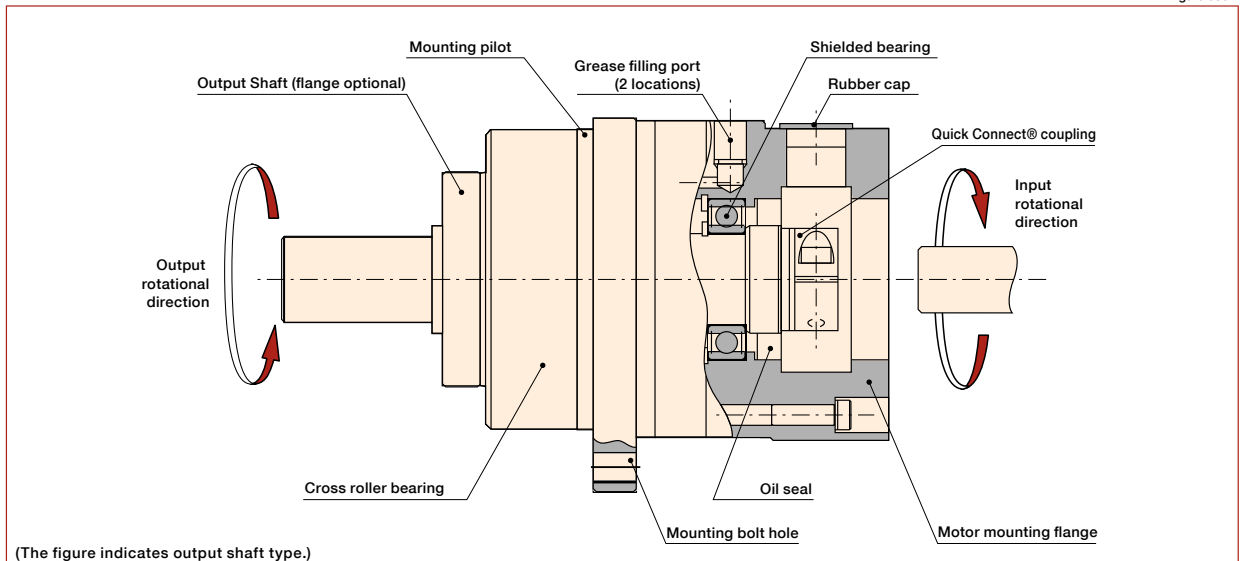 Mounting pilot
Shielded bearing
Grease filling port
(2 locations)
Output Shaft (flange optional)
Rubber cap
Quick Connect® coupling
Input
rotational
direction
Output
rotational
direction
Cross roller bearing
Oil seal
Mounting bolt hole
Motor mounting flange
(The figure indicates output shaft type.)